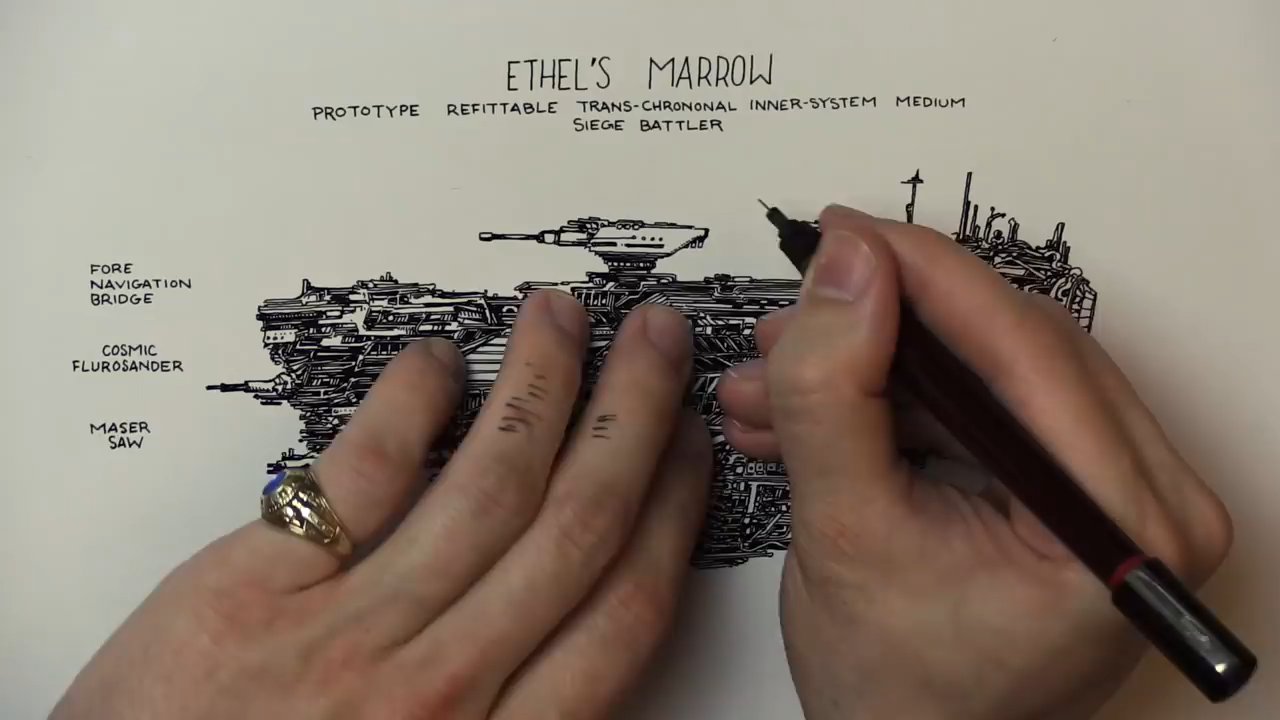 ETHEL'S MARROW
PROTOTYPE REFITTABLE TRANS-CHRONONAL INNER-SYSTEM MEDIUM
SIEGE BATTLER
FORE
NAVIGATION
BRIDGE
COSMIC
FLUROSANDER
MASER
SAW